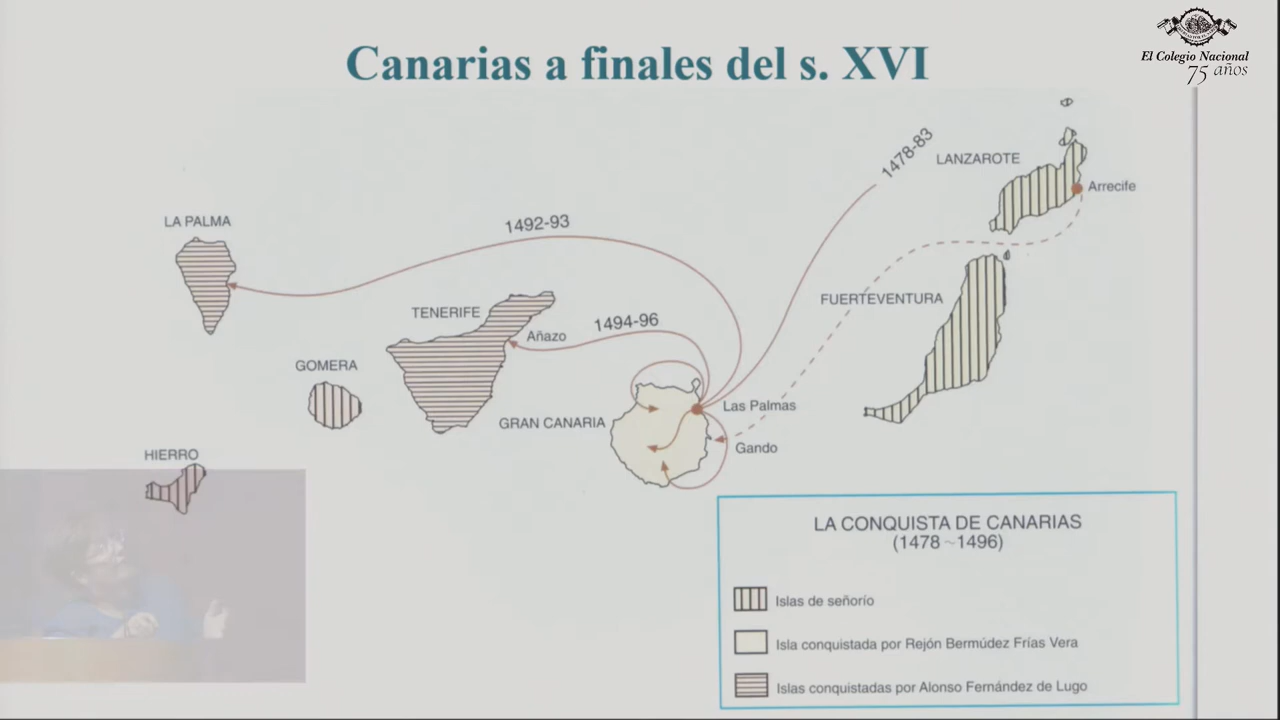 El Colegio Nacional
75 años
Canarias a finales del s. XVI
1478-83
LANZAROTE
Arrecife
LA PALMA
1492-93
FUERTEVENTURA
TENERIFE
1494-96
Añazo
GOMERA
Las Palmas
GRAN CANARIA
Gando
HIERRO
LA CONQUISTA DE CANARIAS
(1478~1496)
Islas de señorío
Isla conquistada por Rejón Bermúdez Frías Vera
Islas conquistadas por Alonso Fernández de Lugo